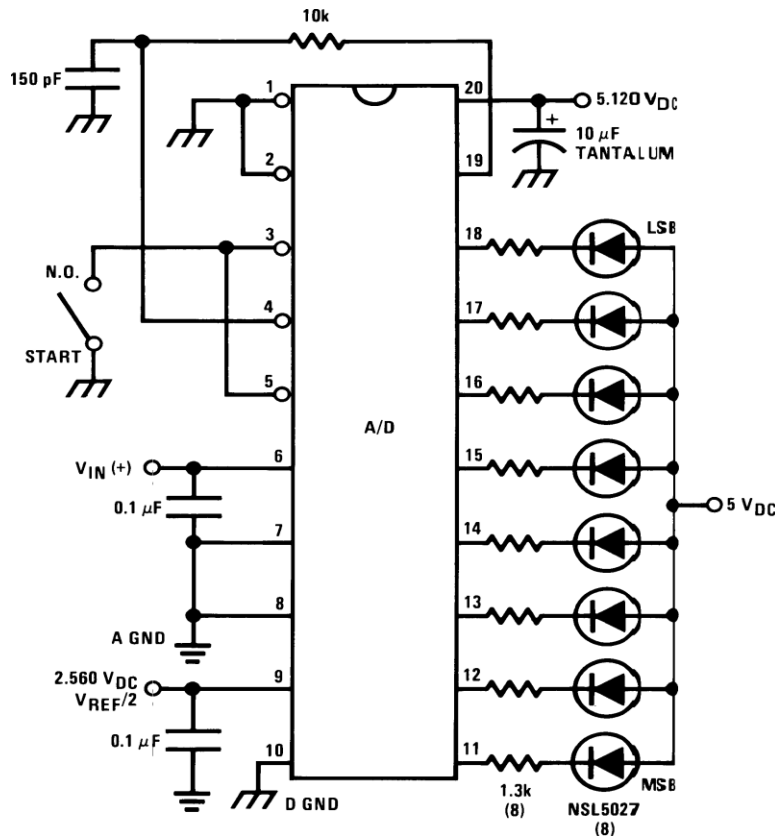 10k
150 pF
1
20
5.120 VDC
+
10 µF
TANTALUM
2
19
3
18
LSB
N.O.
4
17
START
5
16
A/D
VIN (+)
6
15
0.1 µF
5 VDC
7
14
8
13
A GND
2.560 VDC
VREF/2
9
12
0.1 µF
10
11
D GND
1.3k
(8)
NSL5027
(8)
MSB